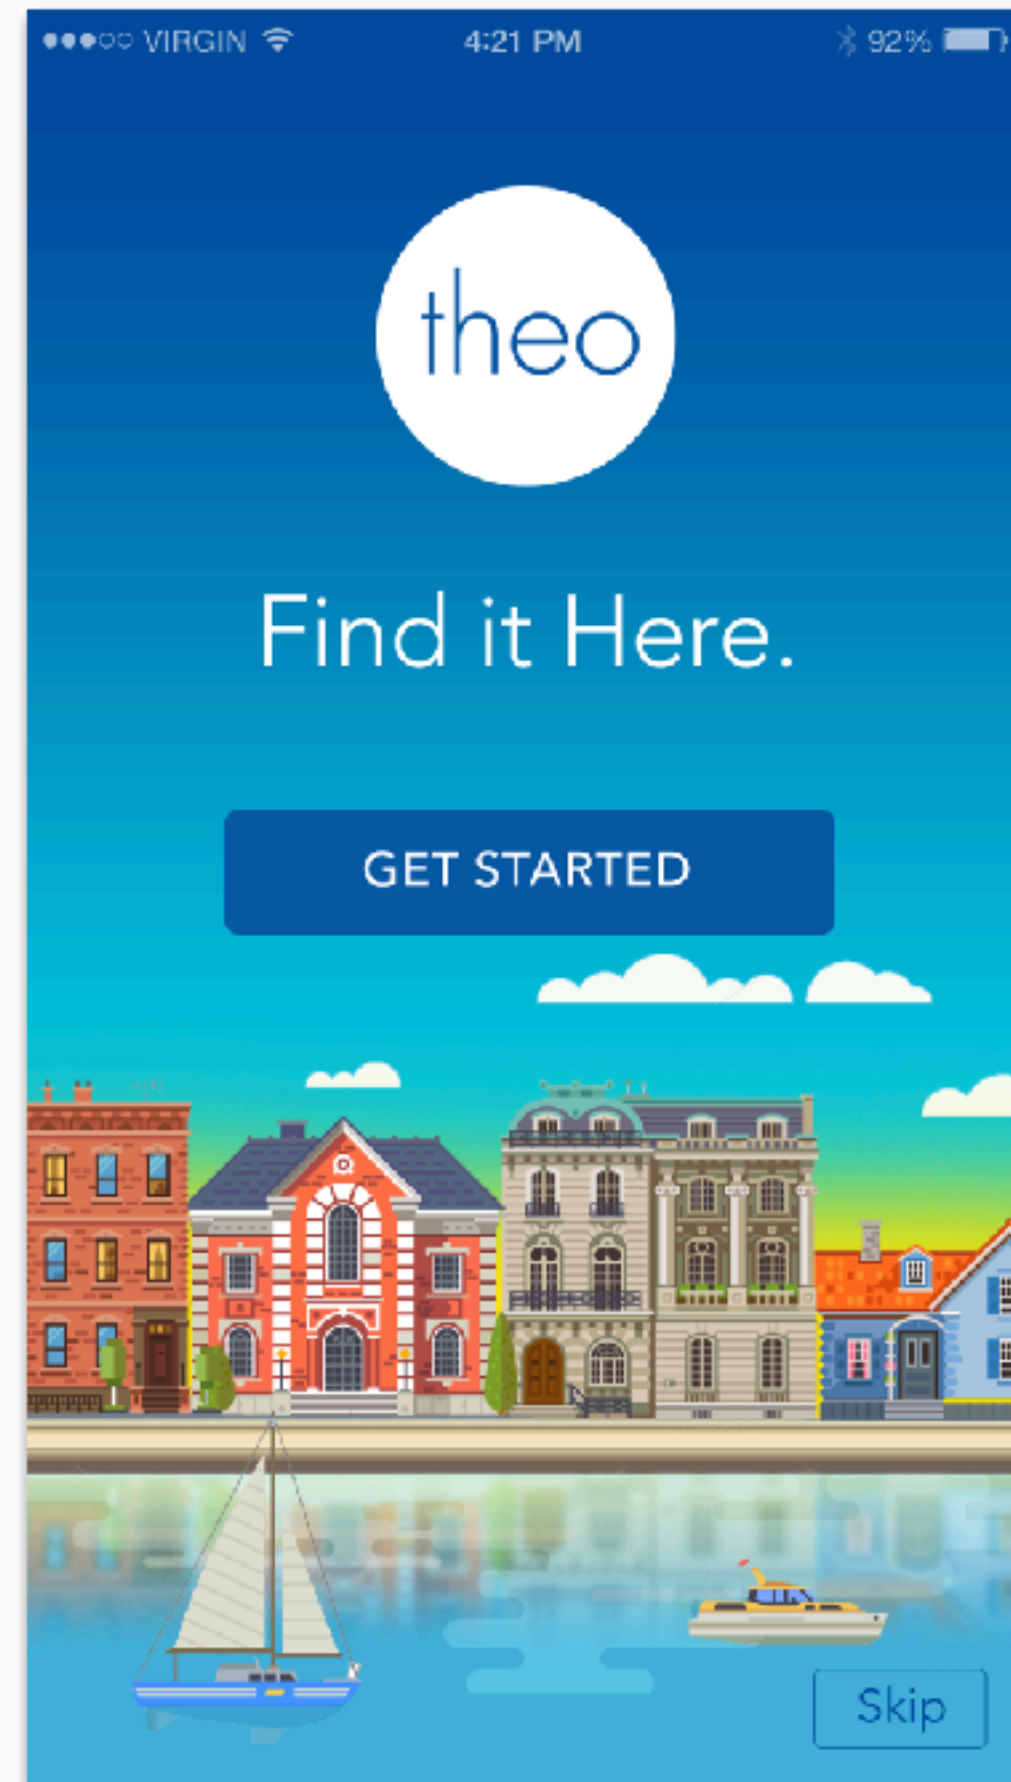 VIRGIN 4:21 PM 92%
theo
Find it Here.
GET STARTED
Skip